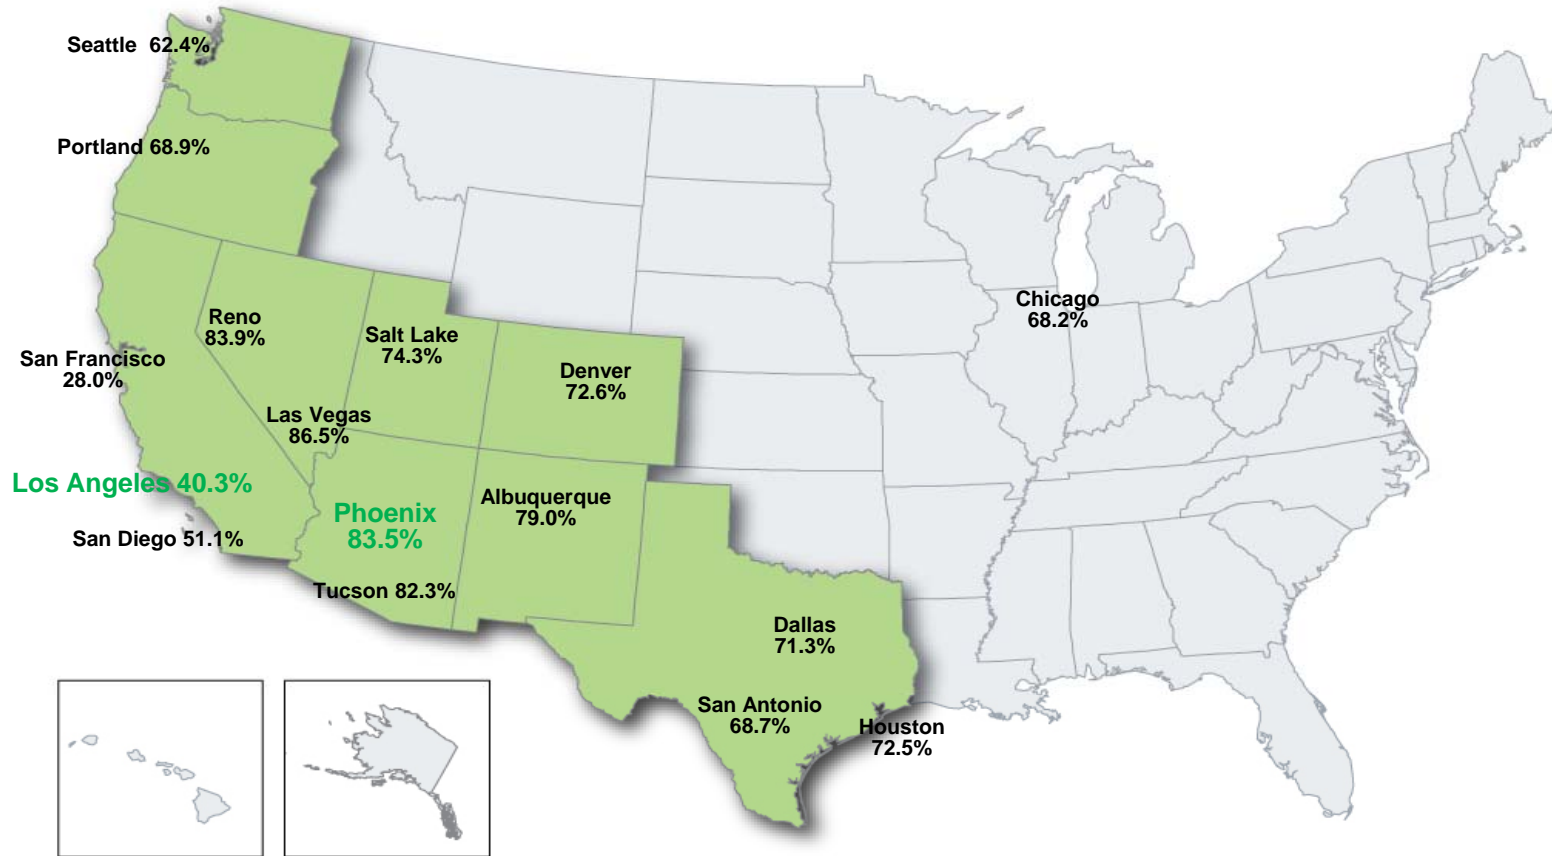 Seattle 62.4%
Portland 68.9%
Reno
83.9%
Salt Lake
74.3%
San Francisco
28.0%
Denver
72.6%
Chicago
68.2%
Las Vegas
86.5%
Los Angeles 40.3%
Phoenix
83.5%
Albuquerque
79.0%
San Diego 51.1%
Tucson 82.3%
Dallas
71.3%
San Antonio
68.7%
Houston
72.5%